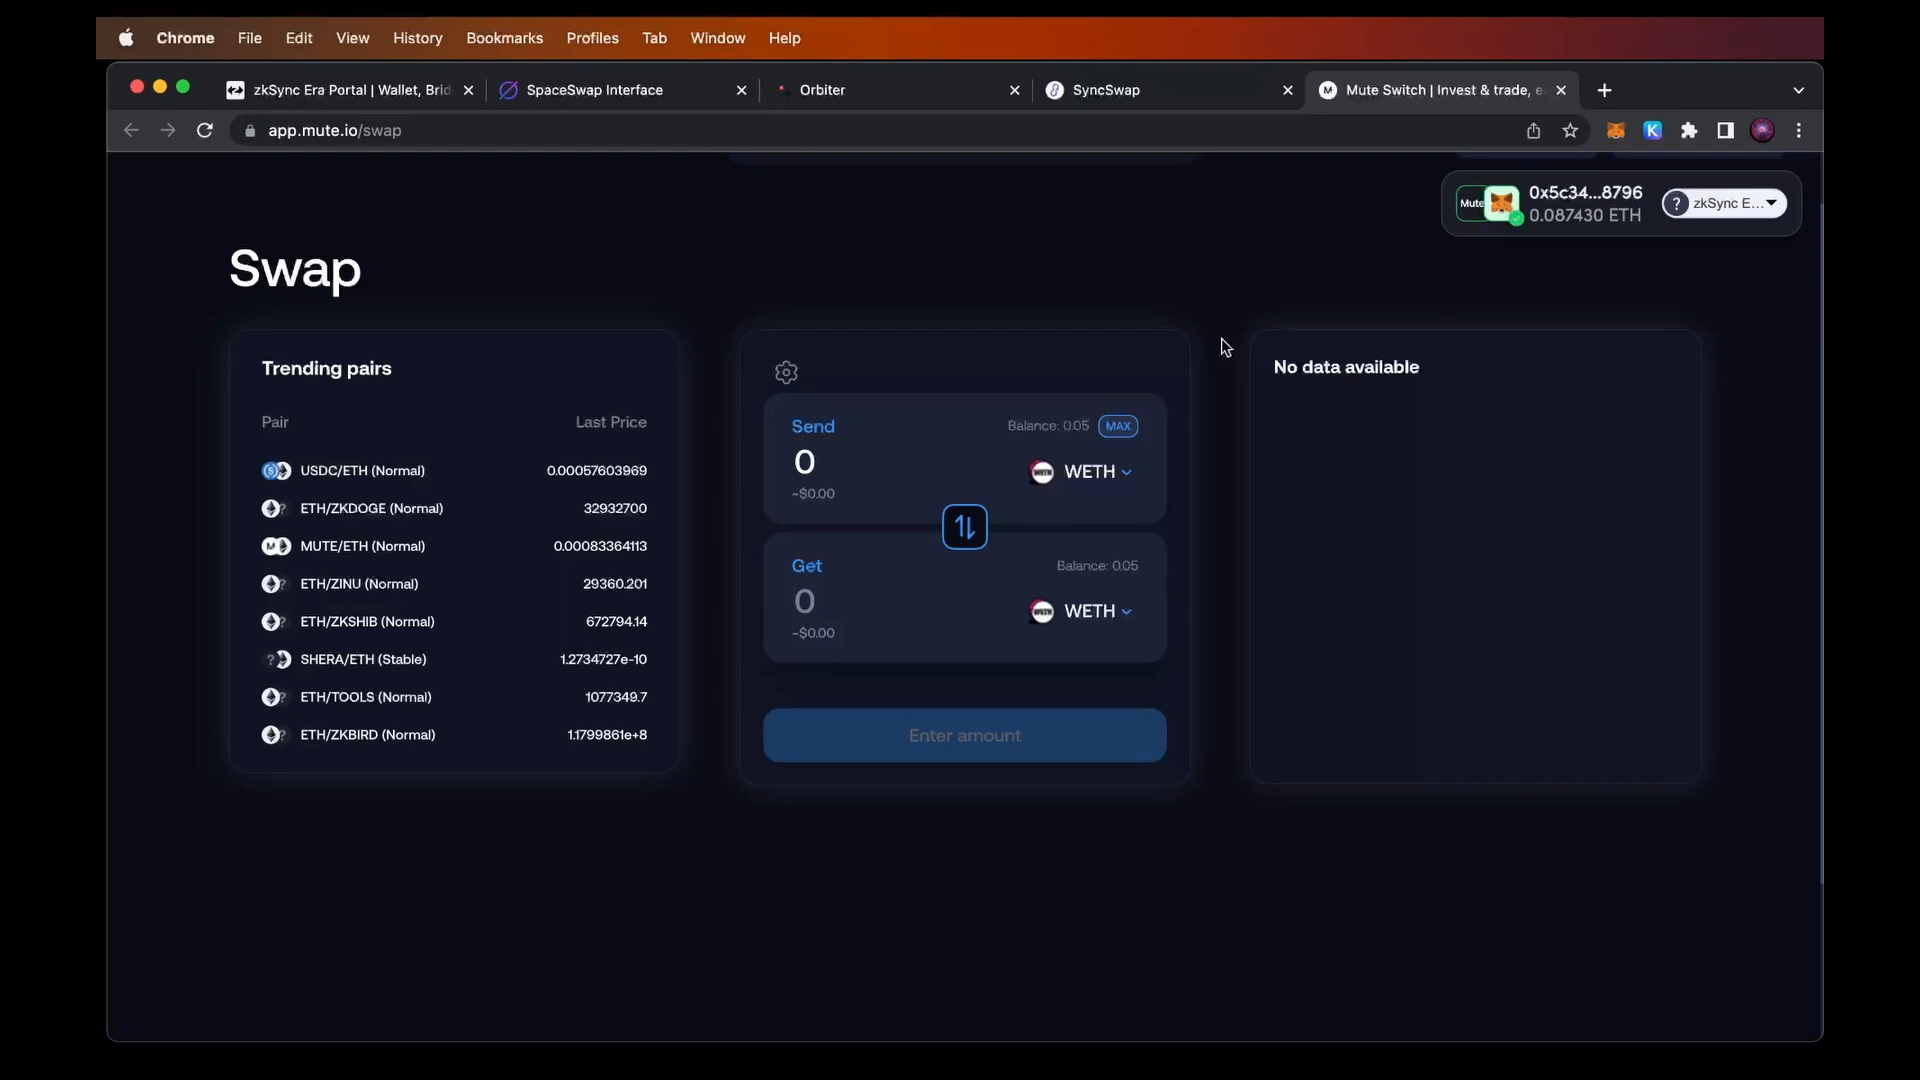 Chrome File Edit View History Bookmarks Profiles Tab Window Help
zkSync Era Portal | Wallet, Brid
SpaceSwap Interface
Orbiter
SyncSwap
Mute Switch | Invest & trade, e
app.mute.io/swap
K
Mute
0x5c34...8796
0.087430 ETH
? zkSync E...
Swap
Trending pairs
Pair Last Price
USDC/ETH (Normal) 0.00057603969
ETH/ZKDOGE (Normal) 32932700
MUTE/ETH (Normal) 0.00083364113
ETH/ZINU (Normal) 29360.201
ETH/ZKSHIB (Normal) 672794.14
SHERA/ETH (Stable) 1.2734727e-10
ETH/TOOLS (Normal) 1077349.7
ETH/ZKBIRD (Normal) 1.1799861e+8
Send Balance: 0.05 MAX
0 WETH
~$0.00
Get Balance: 0.05
0 WETH
~$0.00
Enter amount
No data available